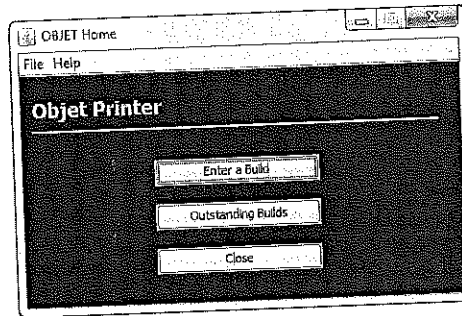 OBJET Home
File Help
Objet Printer
Enter a Build
Outstanding Builds
Close